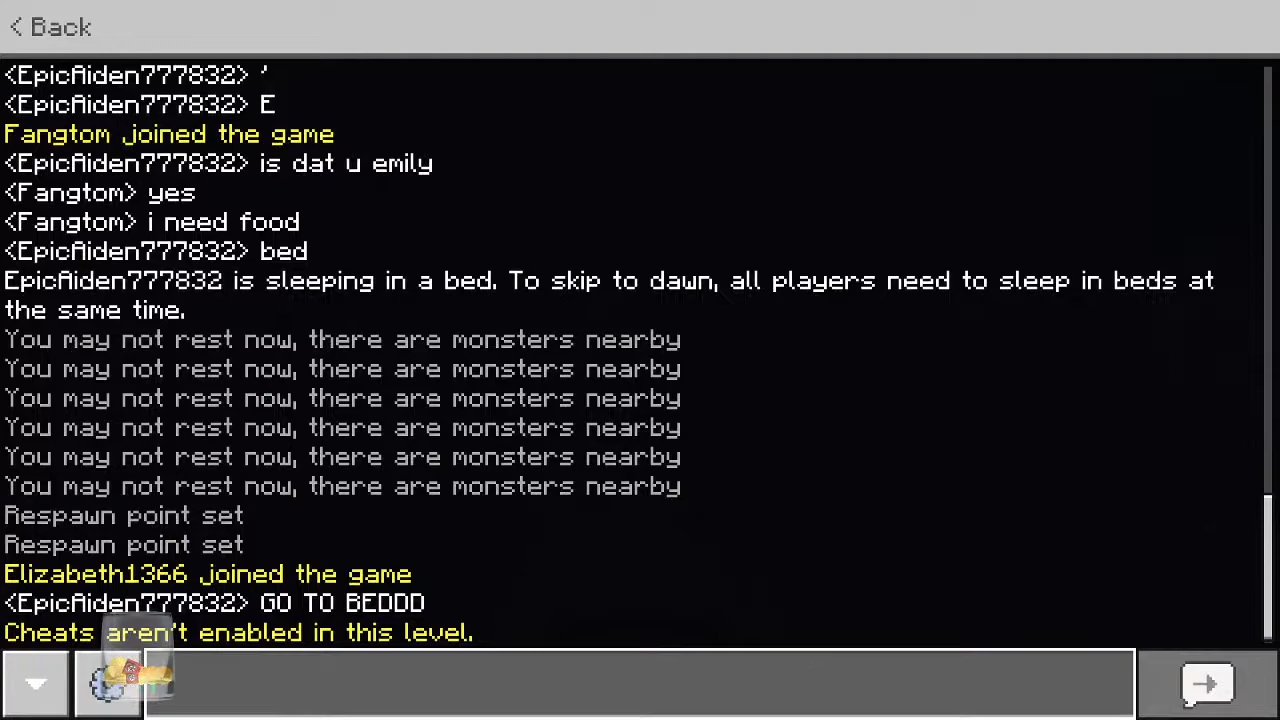 < Back
<EpicAiden777832> '
<EpicAiden777832> E
Fangtom joined the game
<EpicAiden777832> is dat u emily
<Fangtom> yes
<Fangtom> i need food
<EpicAiden777832> bed
EpicAiden777832 is sleeping in a bed. To skip to dawn, all players need to sleep in beds at
the same time.
You may not rest now, there are monsters nearby
You may not rest now, there are monsters nearby
You may not rest now, there are monsters nearby
You may not rest now, there are monsters nearby
You may not rest now, there are monsters nearby
You may not rest now, there are monsters nearby
Respawn point set
Respawn point set
Elizabeth1366 joined the game
<EpicAiden777832> GO TO BEDDD
Cheats aren't enabled in this level.